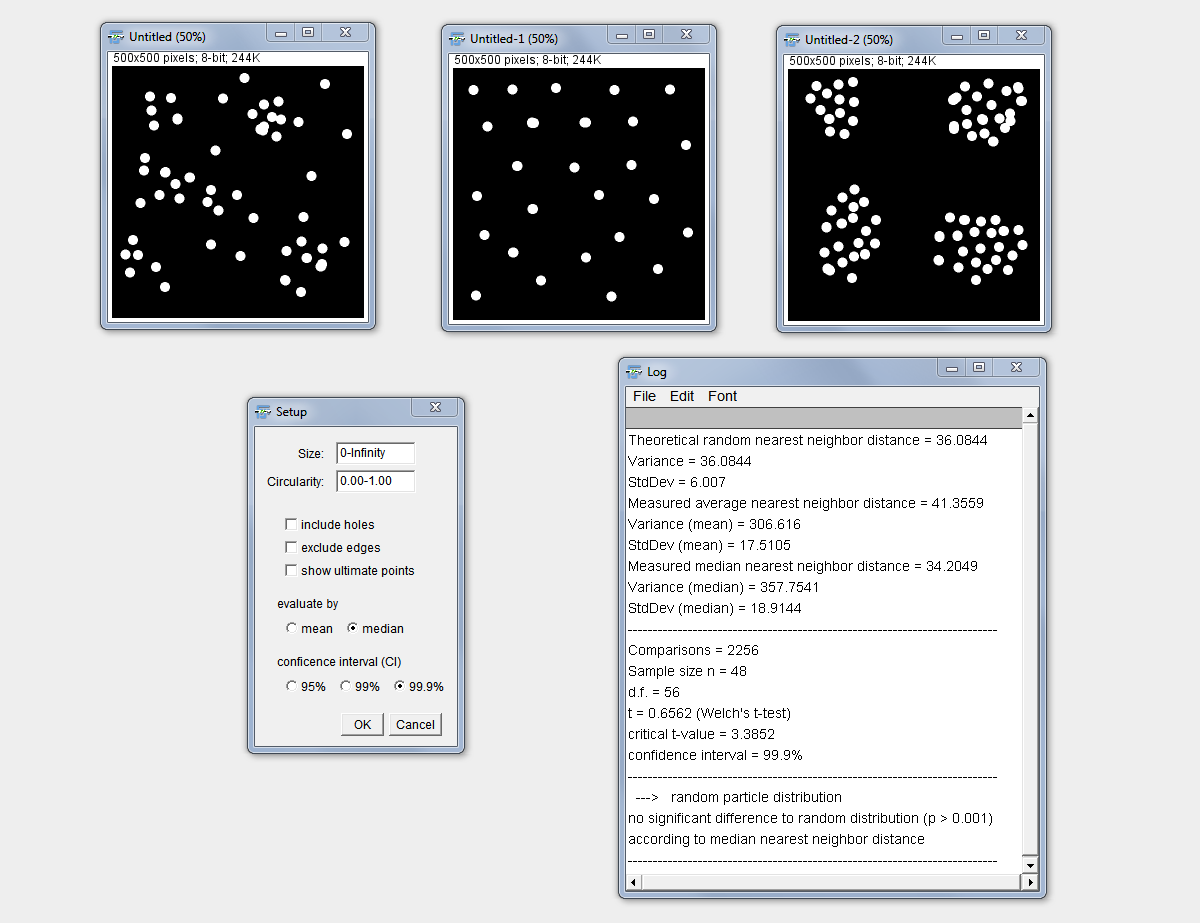 Untitled (50%)
500x500 pixels; 8-bit; 244K
Untitled-1 (50%)
500x500 pixels; 8-bit; 244K
Untitled-2 (50%)
500x500 pixels; 8-bit; 244K
Setup
Size: 0-Infinity
Circularity: 0.00-1.00
include holes
exclude edges
show ultimate points
evaluate by
mean median
conficence interval (CI)
95% 99% 99.9%
OK Cancel
Log
File Edit Font
Theoretical random nearest neighbor distance = 36.0844
Variance = 36.0844
StdDev = 6.007
Measured average nearest neighbor distance = 41.3559
Variance (mean) = 306.616
StdDev (mean) = 17.5105
Measured median nearest neighbor distance = 34.2049
Variance (median) = 357.7541
StdDev (median) = 18.9144
---------------------------------------------------------------------------
Comparisons = 2256
Sample size n = 48
d.f. = 56
t = 0.6562 (Welch's t-test)
critical t-value = 3.3852
confidence interval = 99.9%
---------------------------------------------------------------------------
---> random particle distribution
no significant difference to random distribution (p > 0.001)
according to median nearest neighbor distance
---------------------------------------------------------------------------